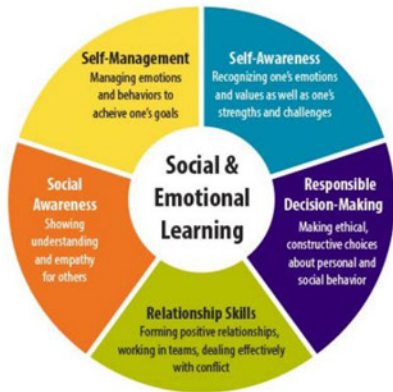 Self-Management
Managing emotions
and behaviors to
acheive one's goals
Self-Awareness
Recognizing one's emotions
and values as well as one's
strengths and challenges
Social &
Emotional
Learning
Social
Awareness
Showing
understanding
and empathy
for others
Responsible
Decision-Making
Making ethical,
constructive choices
about personal and
social behavior
Relationship Skills
Forming positive relationships,
working in teams, dealing effectively
with conflict